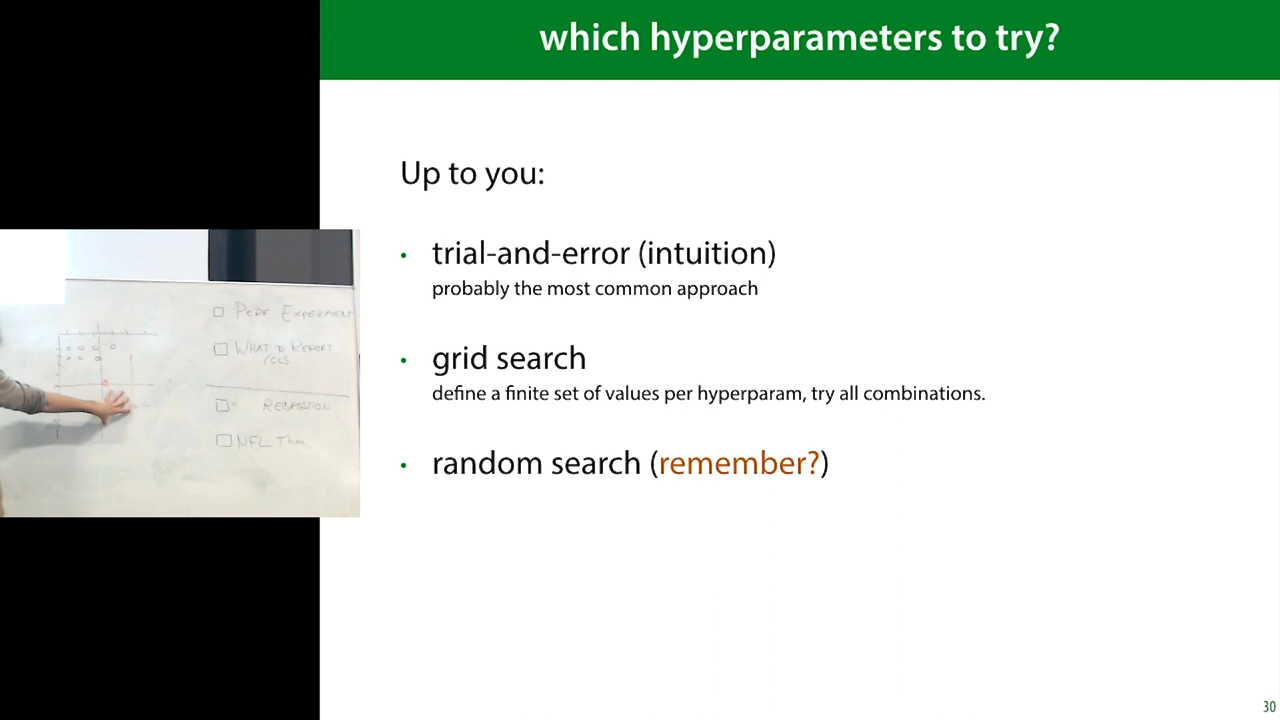 which hyperparameters to try?
Up to you:
• trial-and-error (intuition)
probably the most common approach
• grid search
define a finite set of values per hyperparam, try all combinations.
• random search (remember?)
PERF EXPERIMENT
WHAT TO REPORT
(CLS
REGRESSION
NFL Thm
30